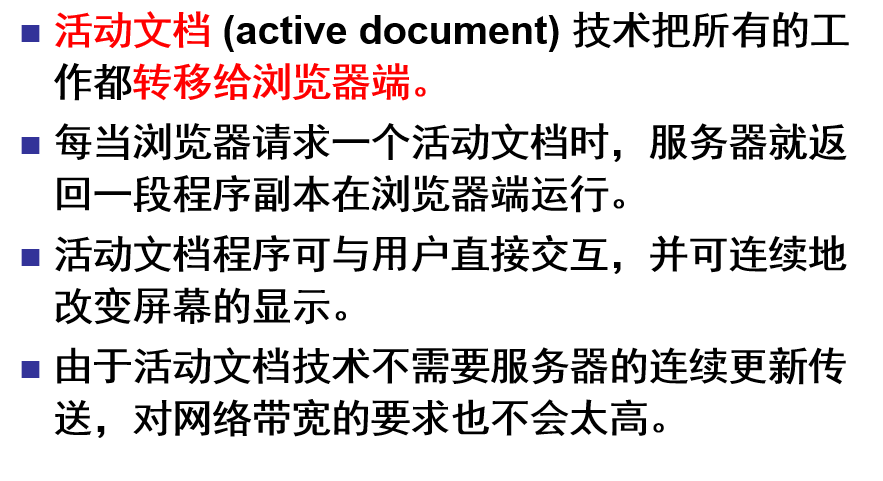 活动文档 (active document) 技术把所有的工
作都转移给浏览器端。
每当浏览器请求一个活动文档时，服务器就返
回一段程序副本在浏览器端运行。
活动文档程序可与用户直接交互，并可连续地
改变屏幕的显示。
由于活动文档技术不需要服务器的连续更新传
送，对网络带宽的要求也不会太高。